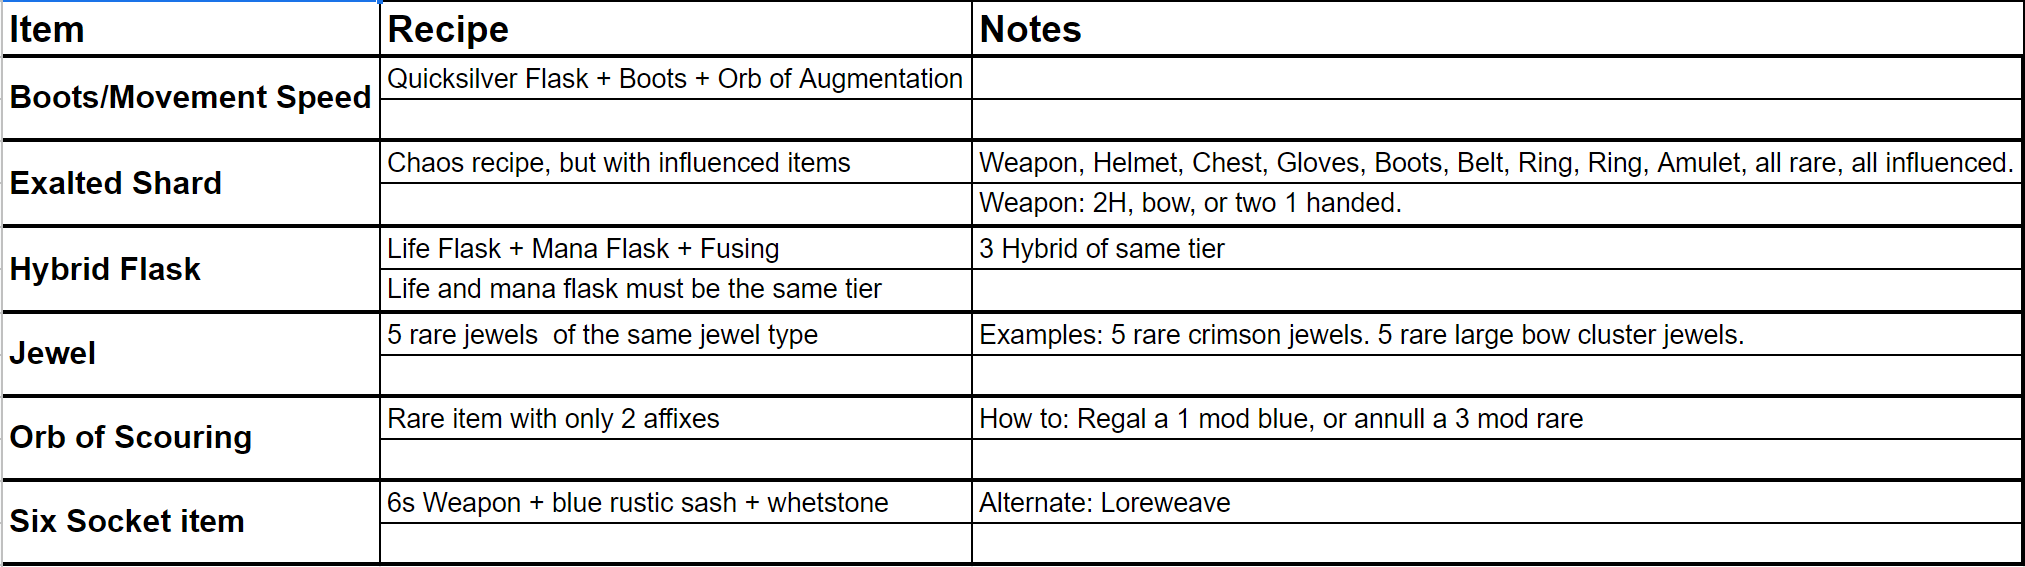 Item Recipe Notes
Boots/Movement Speed
Quicksilver Flask + Boots + Orb of Augmentation
Exalted Shard
Chaos recipe, but with influenced items
Weapon, Helmet, Chest, Gloves, Boots, Belt, Ring, Ring, Amulet, all rare, all influenced.
Weapon: 2H, bow, or two 1 handed.
Hybrid Flask
Life Flask + Mana Flask + Fusing
3 Hybrid of same tier
Life and mana flask must be the same tier
Jewel
5 rare jewels  of the same jewel type
Examples: 5 rare crimson jewels. 5 rare large bow cluster jewels.
Orb of Scouring
Rare item with only 2 affixes
How to: Regal a 1 mod blue, or annull a 3 mod rare
Six Socket item
6s Weapon + blue rustic sash + whetstone
Alternate: Loreweave